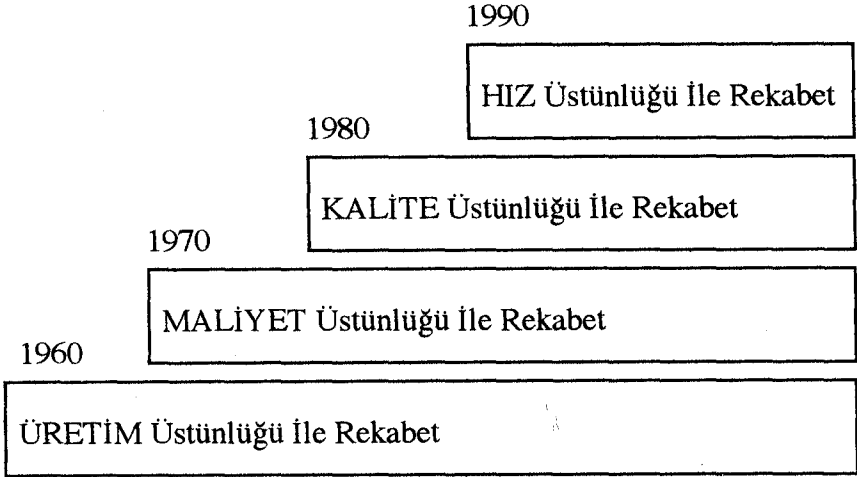 1990
HIZ Üstünlüğü İle Rekabet
1980
KALİTE Üstünlüğü İle Rekabet
1970
MALİYET Üstünlüğü İle Rekabet
1960
ÜRETİM Üstünlüğü İle Rekabet